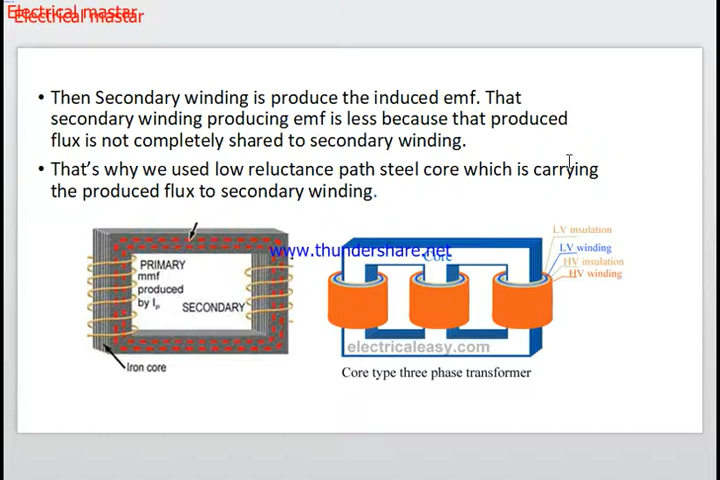 Electrical mastar
Electrical mastar
• Then Secondary winding is produce the induced emf. That
secondary winding producing emf is less because that produced
flux is not completely shared to secondary winding.
• That's why we used low reluctance path steel core which is carrying
the produced flux to secondary winding.
www.thundershare.net
PRIMARY
mmf
produced
by Ip
SECONDARY
Iron core
Core
LV insulation
LV winding
HV insulation
HV winding
electricaleasy.com
Core type three phase transformer